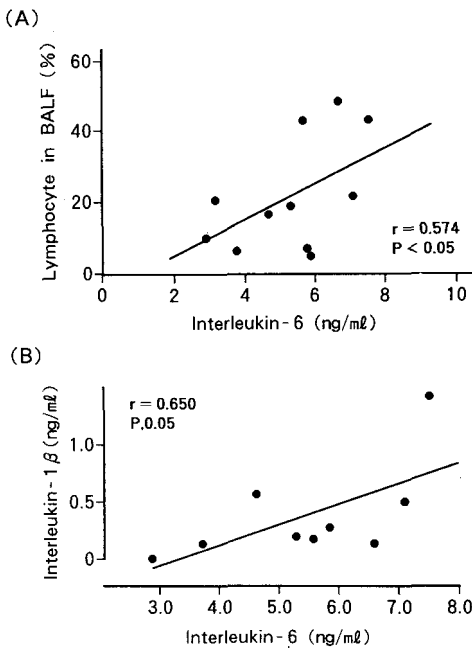 (A)
Lymphocyte in BALF (%)
60
40
20
0
r = 0.574
P < 0.05
0 2 4 6 8 10
Interleukin-6 (ng/mℓ)
(B)
Interleukin-1β (ng/mℓ)
r = 0.650
P.0.05
1.0
0.5
0
3.0 4.0 5.0 6.0 7.0 8.0
Interleukin-6 (ng/mℓ)